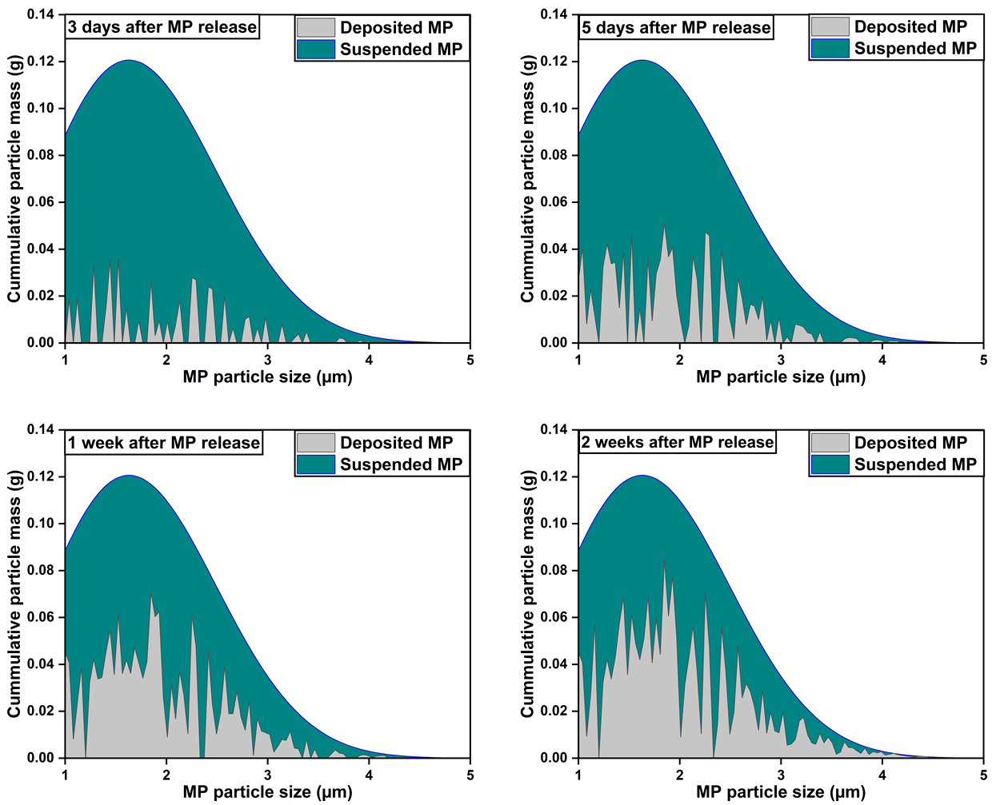 3 days after MP release
Deposited MP
Suspended MP
Cummulative particle mass (g)
0.14
0.12
0.10
0.08
0.06
0.04
0.02
0.00
1 2 3 4 5
MP particle size (µm)
5 days after MP release
Deposited MP
Suspended MP
Cummulative particle mass (g)
0.14
0.12
0.10
0.08
0.06
0.04
0.02
0.00
1 2 3 4 5
MP particle size (µm)
1 week after MP release
Deposited MP
Suspended MP
Cummulative particle mass (g)
0.14
0.12
0.10
0.08
0.06
0.04
0.02
0.00
1 2 3 4 5
MP particle size (µm)
2 weeks after MP release
Deposited MP
Suspended MP
Cummulative particle mass (g)
0.14
0.12
0.10
0.08
0.06
0.04
0.02
0.00
1 2 3 4 5
MP particle size (µm)